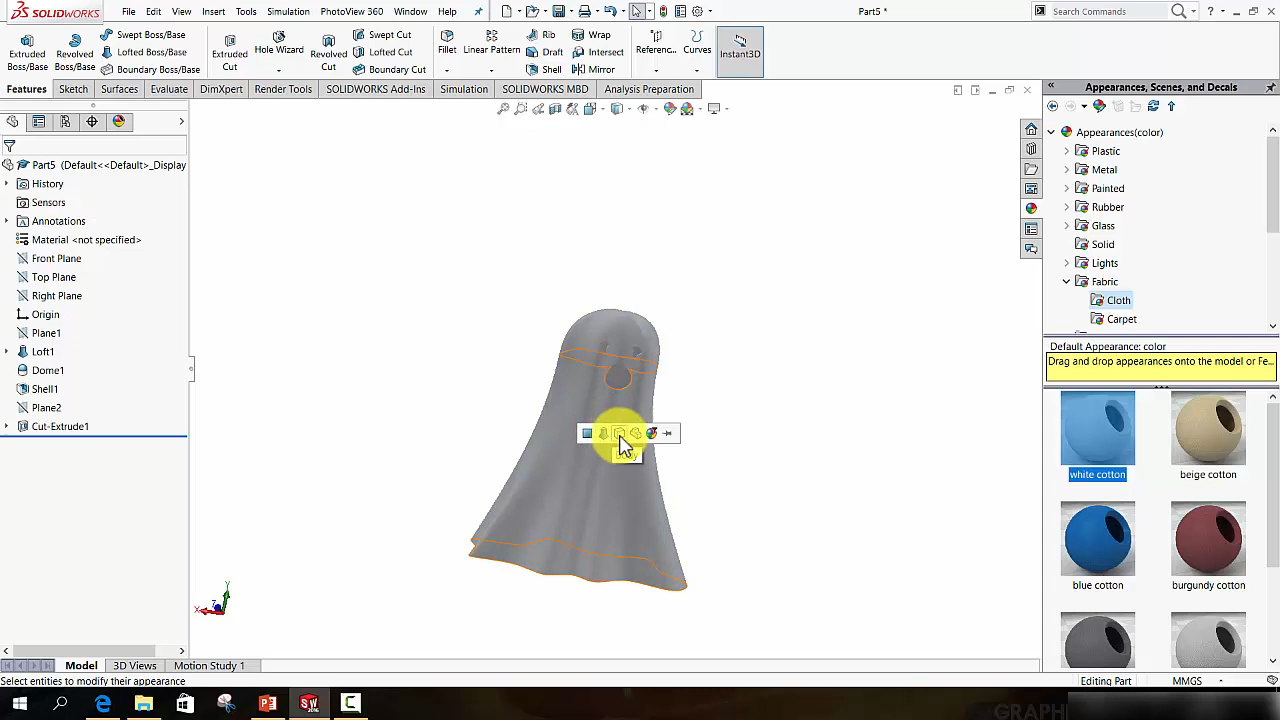 SOLIDWORKS
File Edit View Insert Tools Simulation PhotoView 360 Window Help
Part5 *
Search Commands
Extruded Boss/Base
Revolved Boss/Base
Swept Boss/Base
Lofted Boss/Base
Boundary Boss/Base
Extruded Cut
Hole Wizard
Revolved Cut
Swept Cut
Lofted Cut
Boundary Cut
Fillet
Linear Pattern
Rib
Draft
Shell
Wrap
Intersect
Mirror
Referenc...
Curves
Instant3D
Features Sketch Surfaces Evaluate DimXpert Render Tools SOLIDWORKS Add-Ins Simulation SOLIDWORKS MBD Analysis Preparation
Part5 (Default<<Default>_Display
History
Sensors
Annotations
Material <not specified>
Front Plane
Top Plane
Right Plane
Origin
Plane1
Loft1
Dome1
Shell1
Plane2
Cut-Extrude1
Y
X
Z
Appearances, Scenes, and Decals
Appearances(color)
Plastic
Metal
Painted
Rubber
Glass
Solid
Lights
Fabric
Cloth
Carpet
Default Appearance: color
Drag and drop appearances onto the model or Fe...
white cotton
beige cotton
blue cotton
burgundy cotton
Model 3D Views Motion Study 1
Select entities to modify their appearance
Editing Part
MMGS